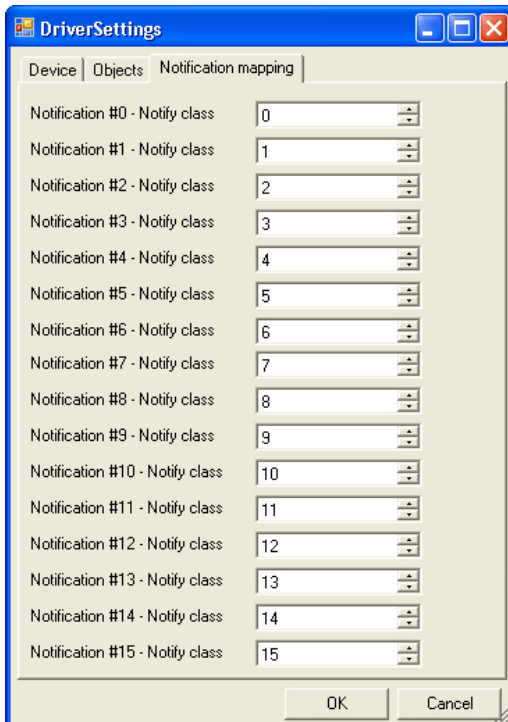 DriverSettings
Device Objects Notification mapping
Notification #0 - Notify class 0
Notification #1 - Notify class 1
Notification #2 - Notify class 2
Notification #3 - Notify class 3
Notification #4 - Notify class 4
Notification #5 - Notify class 5
Notification #6 - Notify class 6
Notification #7 - Notify class 7
Notification #8 - Notify class 8
Notification #9 - Notify class 9
Notification #10 - Notify class 10
Notification #11 - Notify class 11
Notification #12 - Notify class 12
Notification #13 - Notify class 13
Notification #14 - Notify class 14
Notification #15 - Notify class 15
OK Cancel